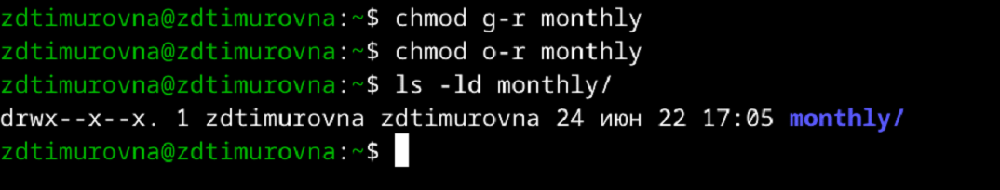 zdtimurovna@zdtimurovna:~$ chmod g-r monthly
zdtimurovna@zdtimurovna:~$ chmod o-r monthly
zdtimurovna@zdtimurovna:~$ ls -ld monthly/
drwx--x--x. 1 zdtimurovna zdtimurovna 24 июн 22 17:05 monthly/
zdtimurovna@zdtimurovna:~$